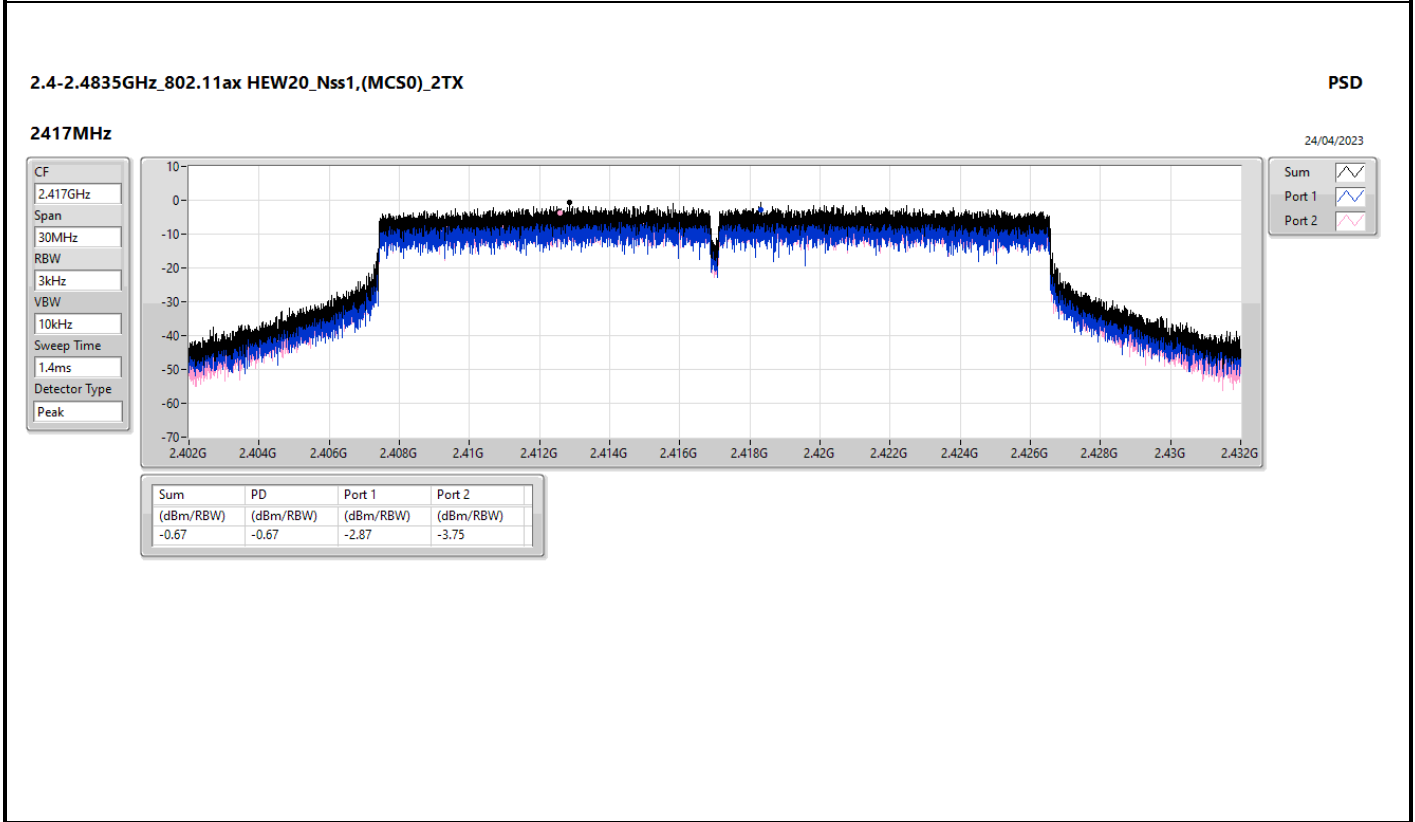 2.4-2.4835GHz_802.11ax HEW20_Nss1,(MCS0)_2TX
PSD
2417MHz
24/04/2023
CF
2.417GHz
Span
30MHz
RBW
3kHz
VBW
10kHz
Sweep Time
1.4ms
Detector Type
Peak
10
0
-10
-20
-30
-40
-50
-60
-70
2.402G 2.404G 2.406G 2.408G 2.41G 2.412G 2.414G 2.416G 2.418G 2.42G 2.422G 2.424G 2.426G 2.428G 2.43G 2.432G
Sum
Port 1
Port 2
Sum PD Port 1 Port 2
(dBm/RBW) (dBm/RBW) (dBm/RBW) (dBm/RBW)
-0.67 -0.67 -2.87 -3.75